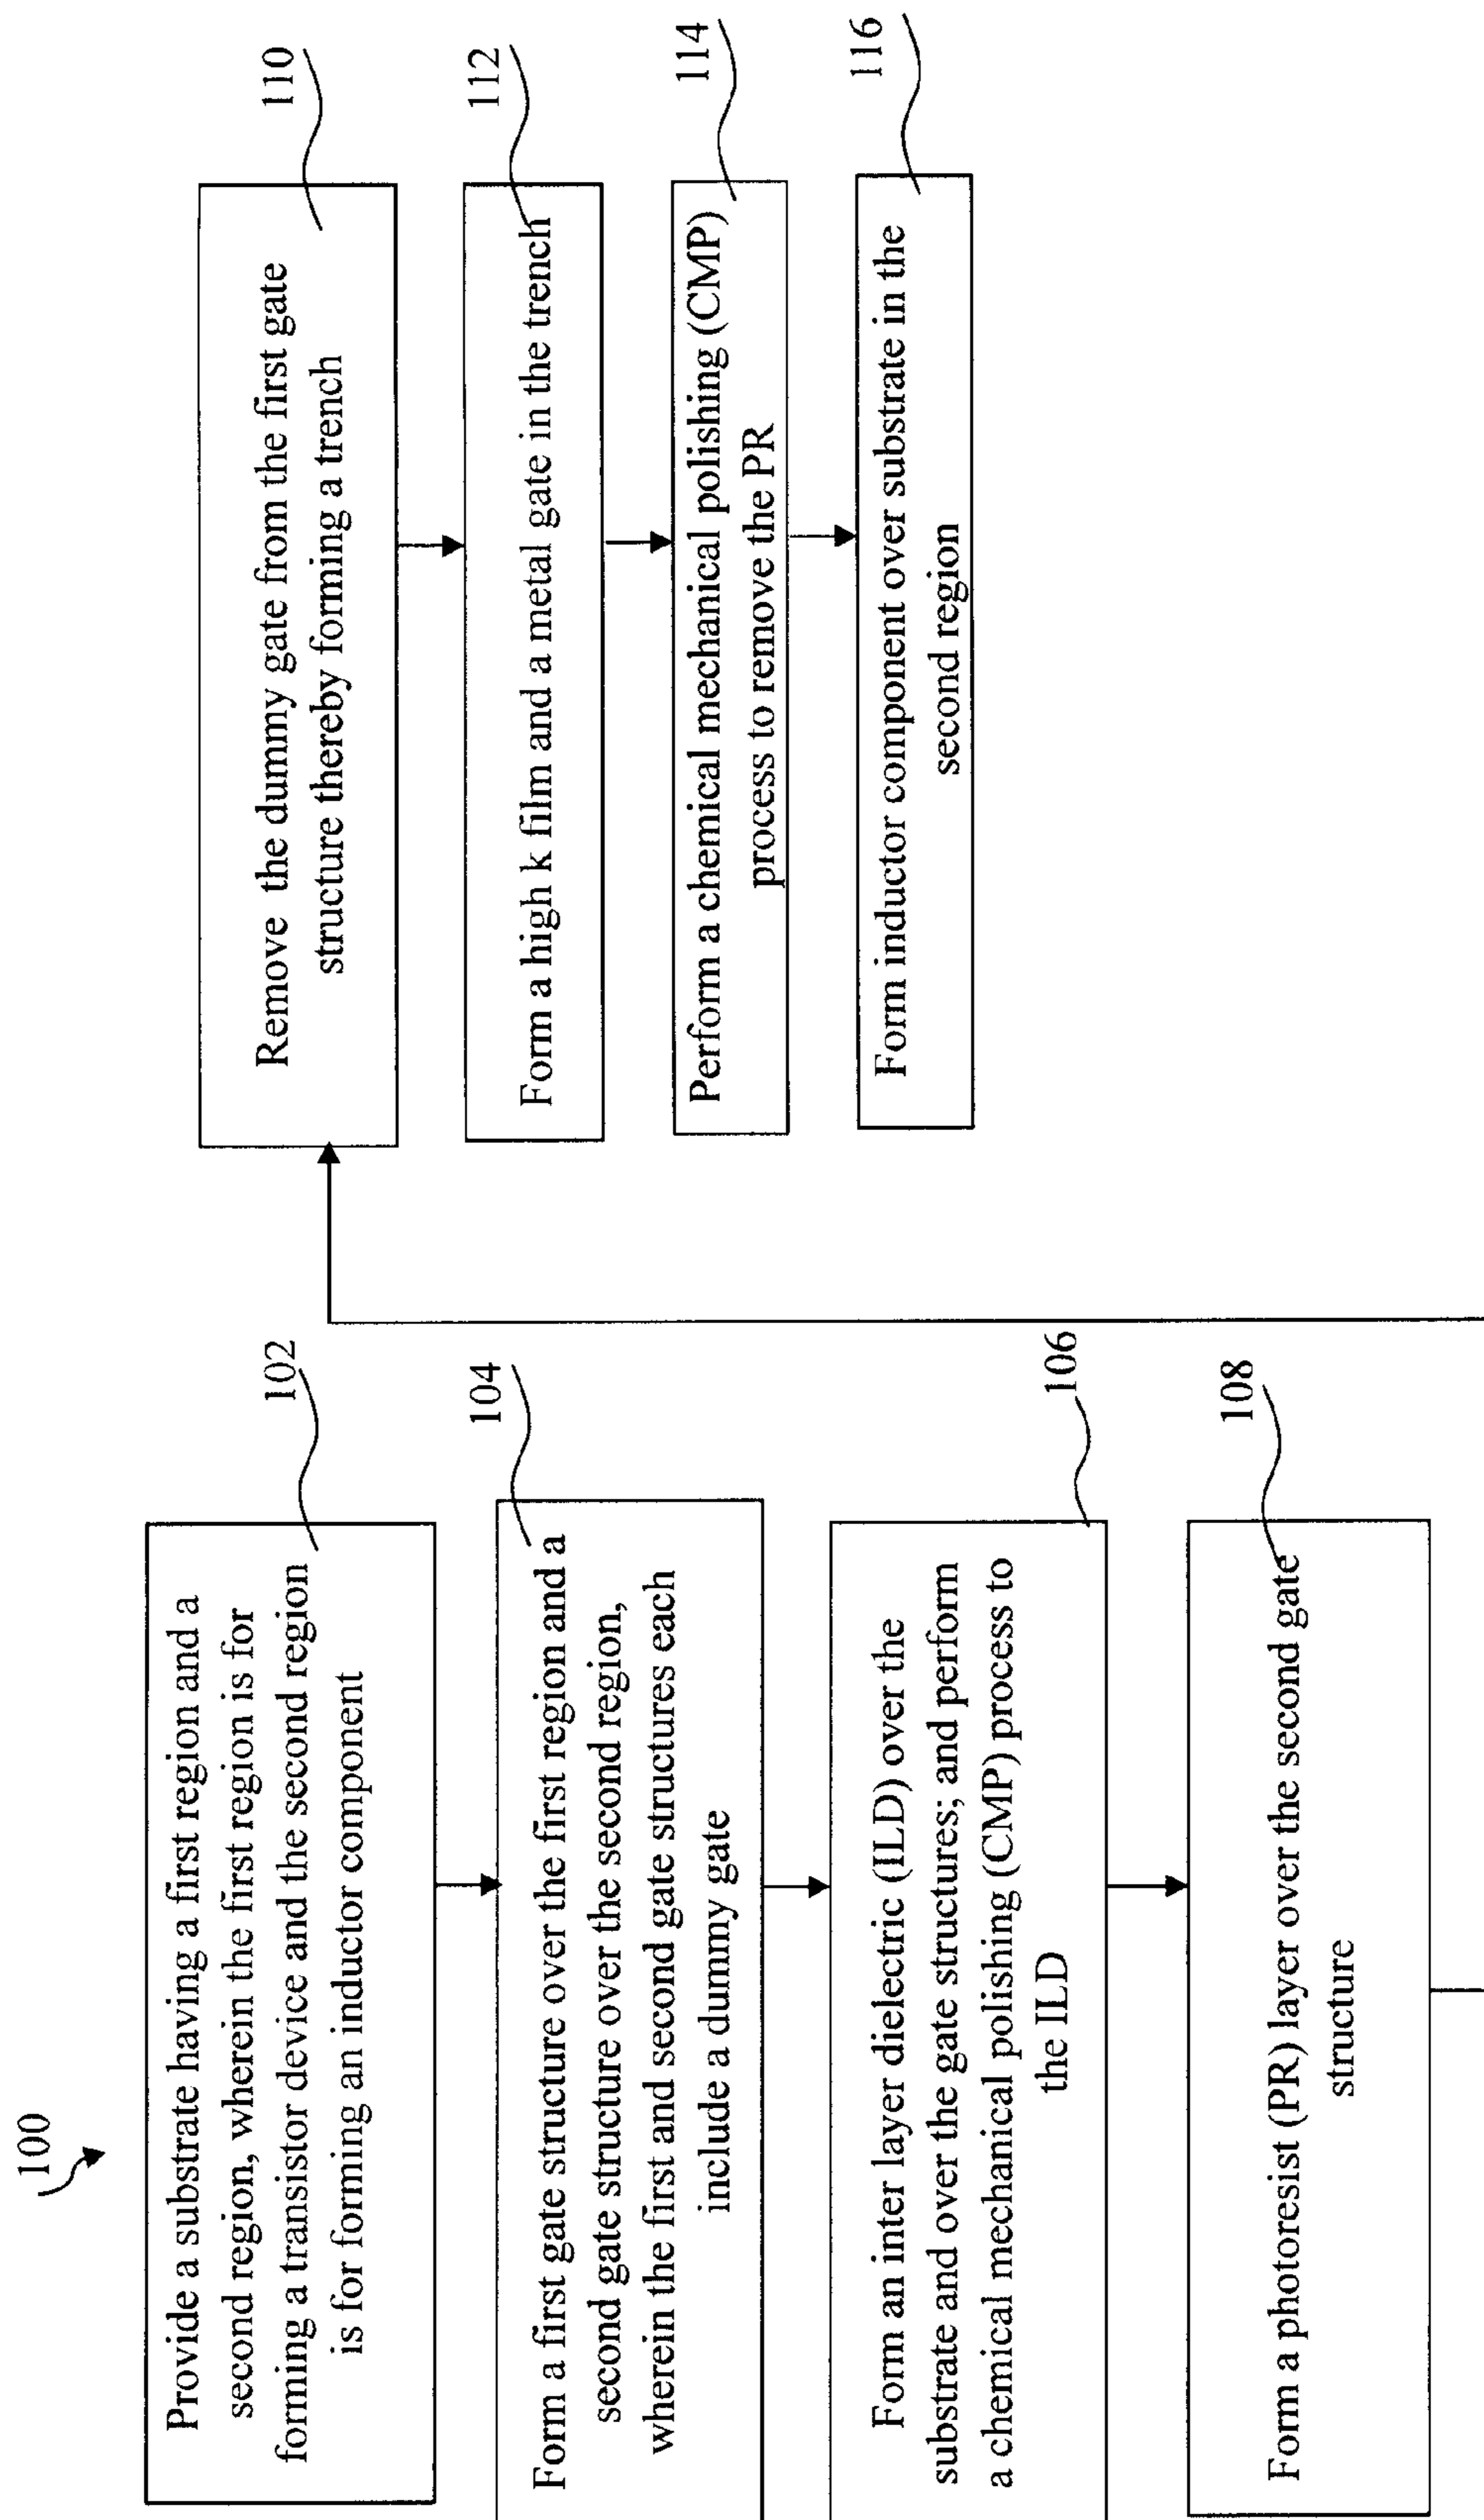 100
Provide a substrate having a first region and a
second region, wherein the first region is for
forming a transistor device and the second region
is for forming an inductor component
102
Form a first gate structure over the first region and a
second gate structure over the second region,
wherein the first and second gate structures each
include a dummy gate
104
Form an inter layer dielectric (ILD) over the
substrate and over the gate structures; and perform
a chemical mechanical polishing (CMP) process to
the ILD
106
Form a photoresist (PR) layer over the second gate
structure
108
Remove the dummy gate from the first gate
structure thereby forming a trench
110
Form a high k film and a metal gate in the trench
112
Perform a chemical mechanical polishing (CMP)
process to remove the PR
114
Form inductor component over substrate in the
second region
116